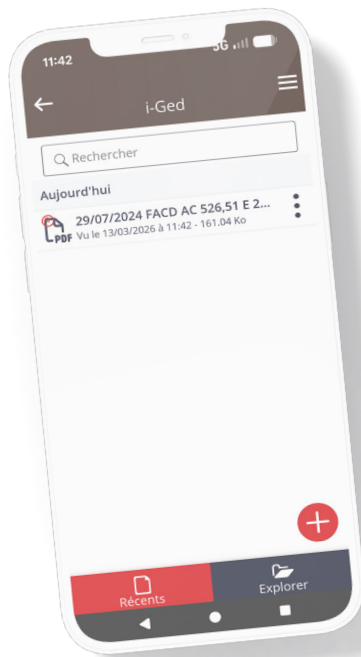 11:42
5G
i-Ged
Rechercher
Aujourd'hui
29/07/2024 FACD AC 526,51 E 2...
PDF
Vu le 13/03/2026 à 11:42 - 161.04 Ko
Récents
Explorer